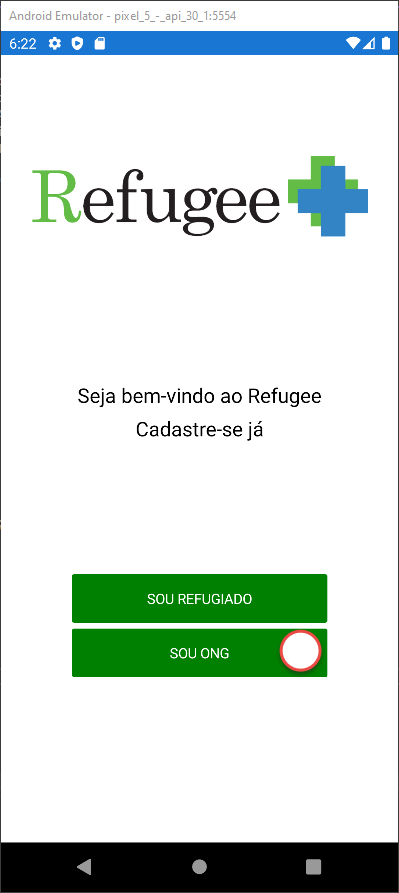 Android Emulator - pixel_5_-_api_30_1:5554
6:22
Refugee
Seja bem-vindo ao Refugee
Cadastre-se já
SOU REFUGIADO
SOU ONG